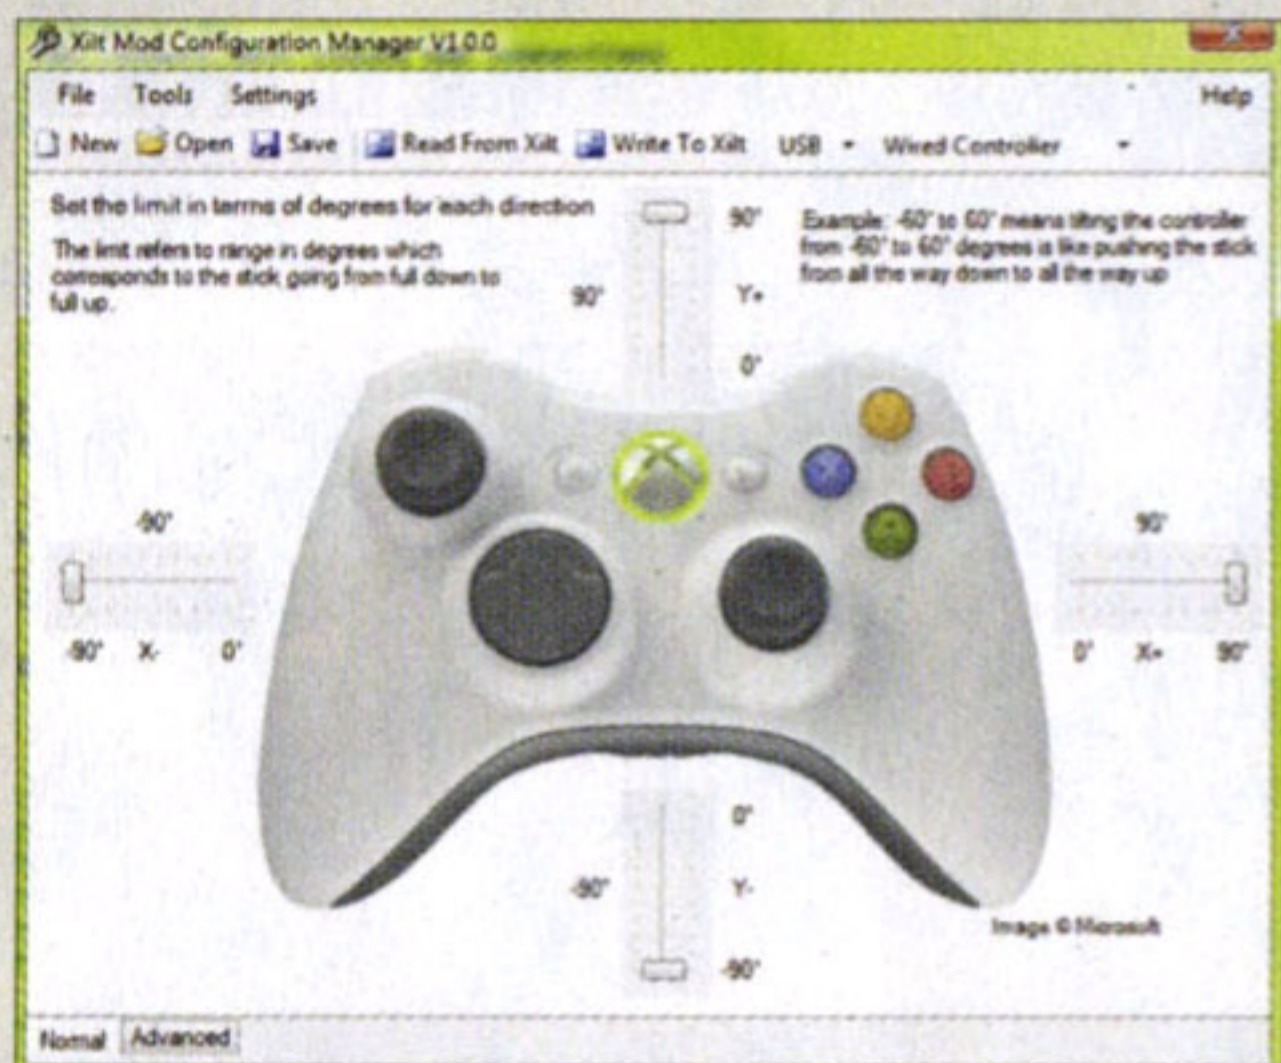 Xilt Mod Configuration Manager V1.0.0
File Tools Settings Help
New Open Save Read From Xilt Write To Xilt USB Wired Controller
Set the limit in terms of degrees for each direction
The limit refers to range in degrees which
corresponds to the stick going from full down to
full up.
90°
90°
Y+
0°
Example: -60° to 60° means tilting the controller
from -60° to 60° degrees is like pushing the stick
from all the way down to all the way up
-90°
-90° X- 0°
90°
0° X+ 90°
X
0°
-90°
Y-
-90°
Image © Microsoft
Normal Advanced